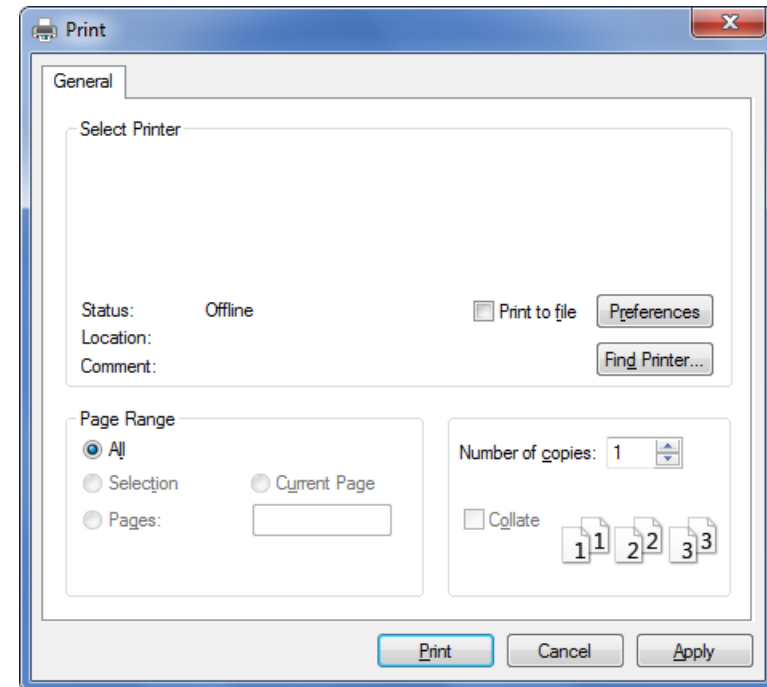 Print
General
Select Printer
Status: Offline
Print to file
Preferences
Location:
Comment:
Find Printer...
Page Range
All
Selection
Current Page
Pages:
Number of copies: 1
Collate
1 1 2 2 3 3
Print
Cancel
Apply